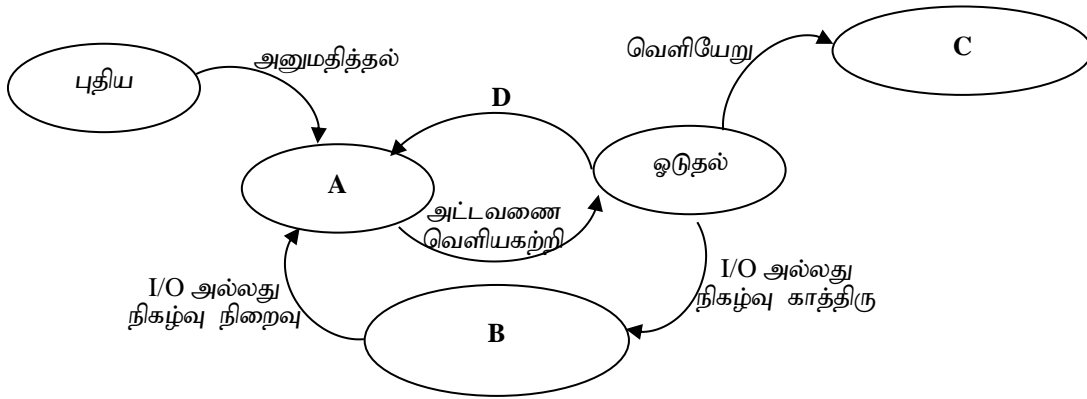 புதிய
அனுமதித்தல்
வெளியேறு
C
D
A
ஓடுதல்
அட்டவணை
வெளியகற்றி
I/O அல்லது
நிகழ்வு நிறைவு
B
I/O அல்லது
நிகழ்வு காத்திரு